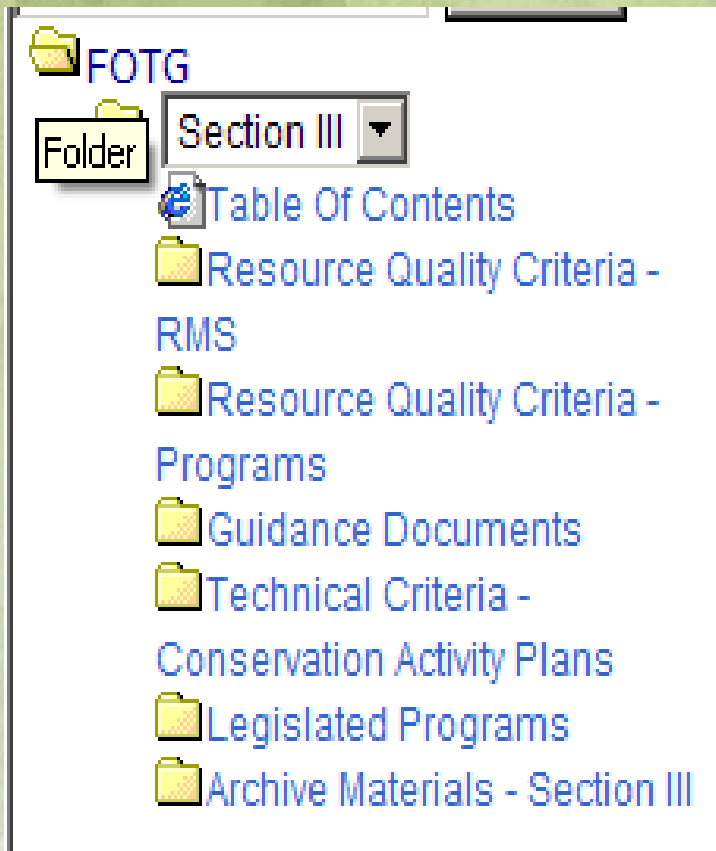 FOTG
Folder
Section III
Table Of Contents
Resource Quality Criteria -
RMS
Resource Quality Criteria -
Programs
Guidance Documents
Technical Criteria -
Conservation Activity Plans
Legislated Programs
Archive Materials - Section III